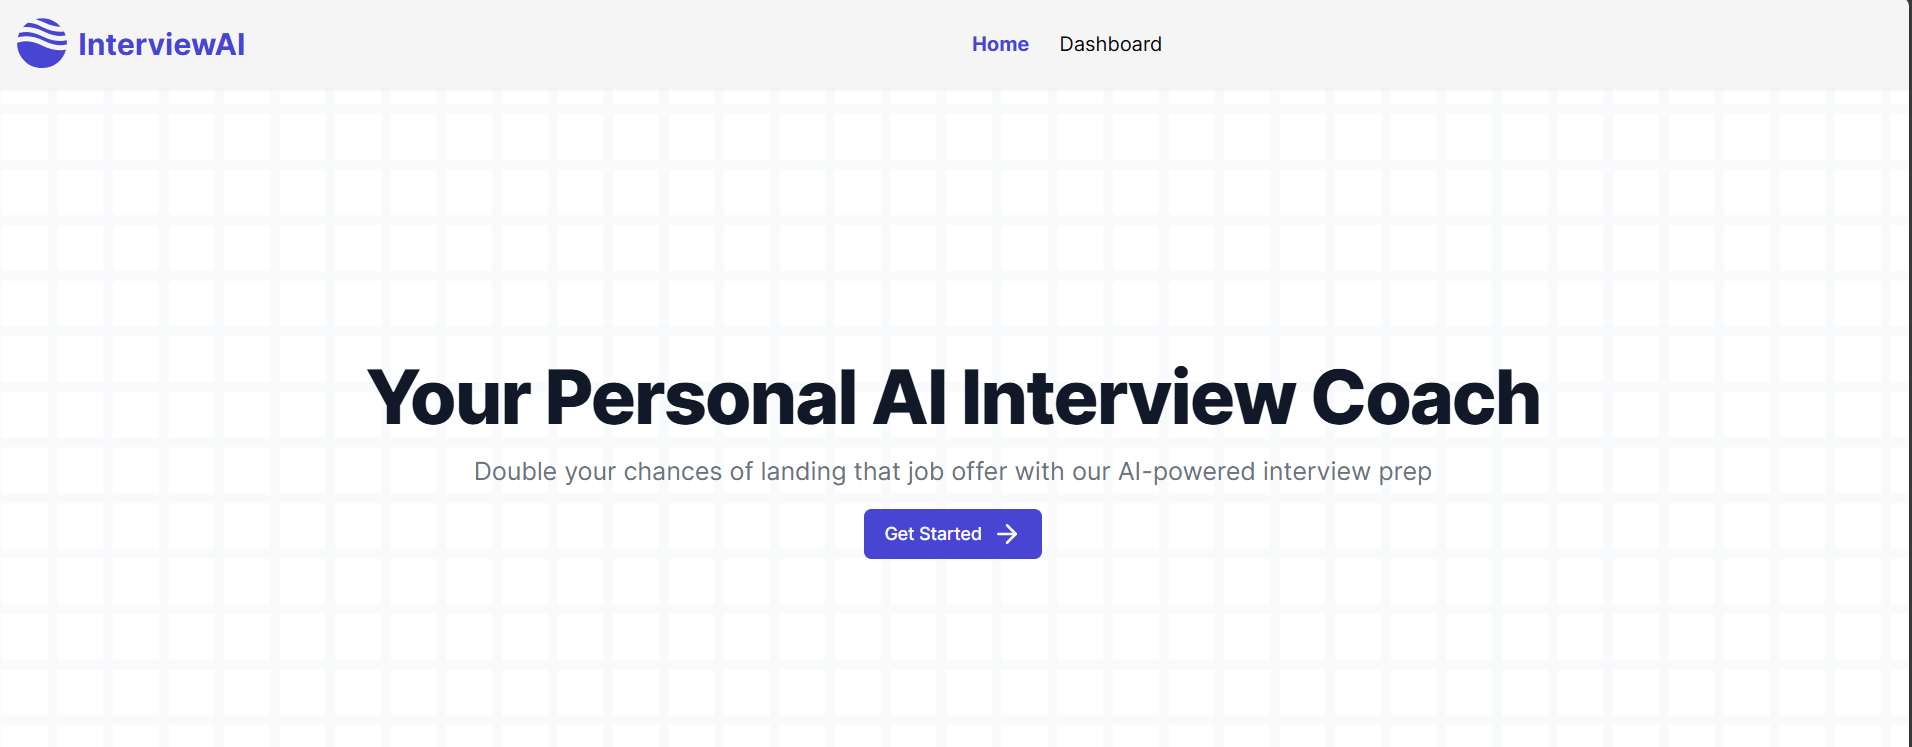 InterviewAI
Home Dashboard
Your Personal AI Interview Coach
Double your chances of landing that job offer with our AI-powered interview prep
Get Started